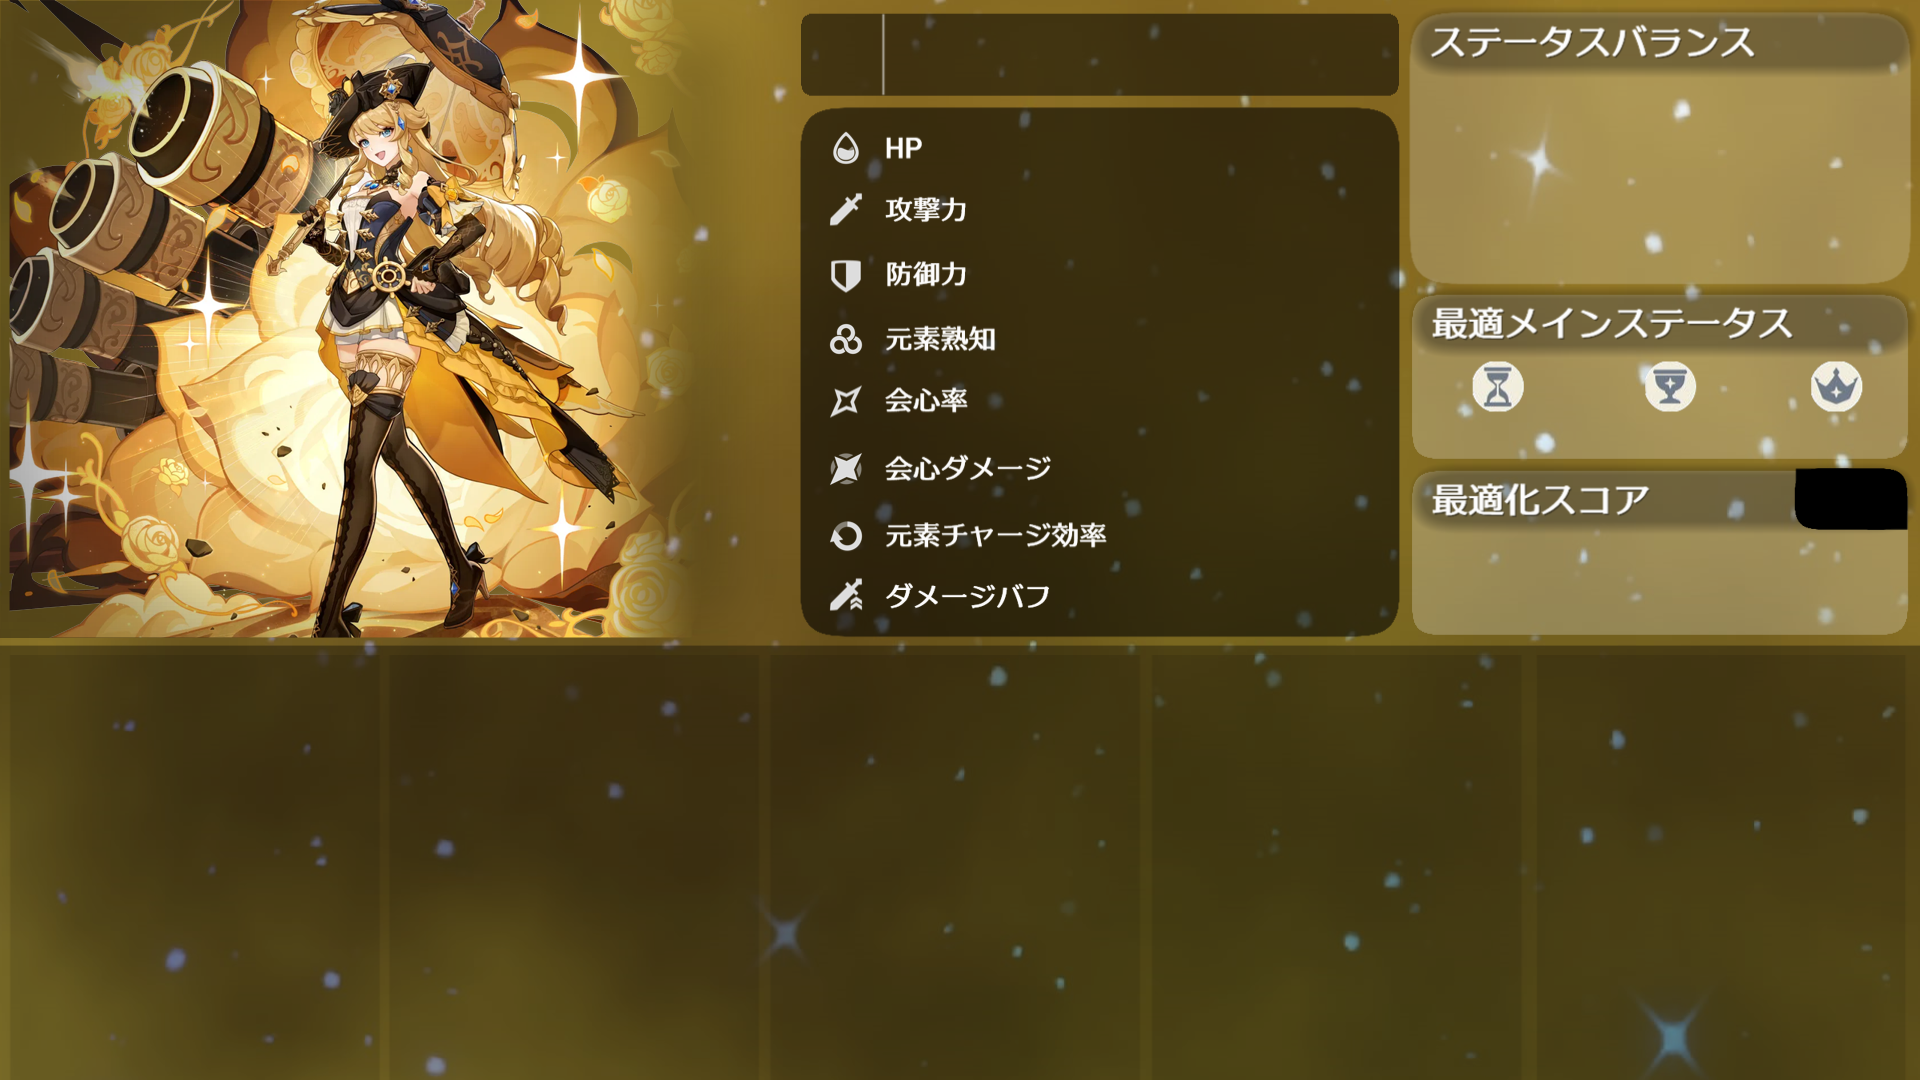 HP
攻撃力
防御力
元素熟知
会心率
会心ダメージ
元素チャージ効率
ダメージバフ
ステータスバランス
最適メインステータス
最適化スコア